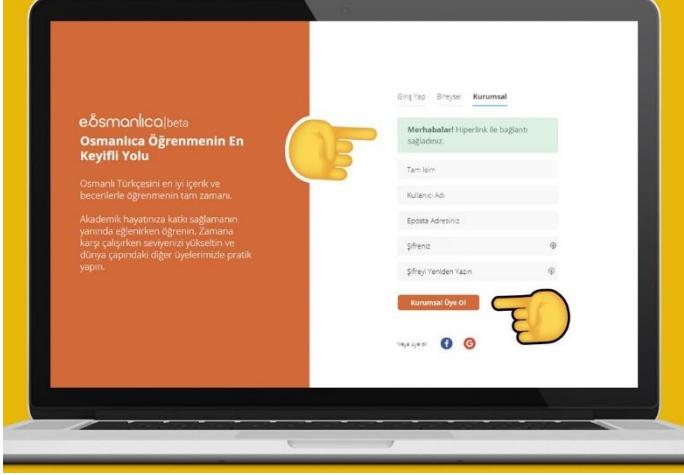 eosmanlıca|beta
Osmanlıca Öğrenmenin En
Keyifli Yolu
Osmanlı Türkçesini en iyi içerik ve
becerilerle öğrenmenin tam zamanı.
Akademik hayatınıza katkı sağlamanın
yanında eğlenirken öğrenin. Zamana
karşı çalışırken seviyenizi yükseltin ve
dünya çapındaki diğer üyelerimizle pratik
yapın.
Giriş Yap Bireysel Kurumsal
Merhabalar! Hiperlink ile bağlantı
sağladınız.
Tam İsim
Kullanıcı Adı
Eposta Adresiniz
Şifreniz
Şifreyi Yeniden Yazın
Kurumsal Üye Ol
Veya üye ol:
f G